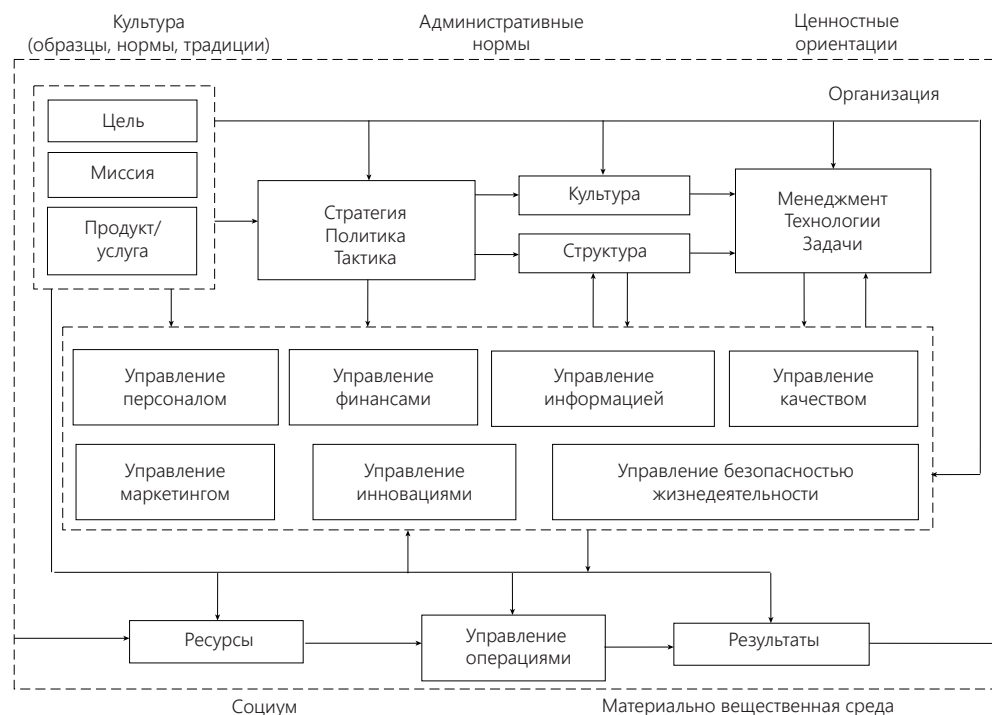 Культура
(образцы, нормы, традиции)
Административные
нормы
Ценностные
ориентации
Организация
Цель
Миссия
Продукт/
услуга
Стратегия
Политика
Тактика
Культура
Структура
Менеджмент
Технологии
Задачи
Управление
персоналом
Управление
финансами
Управление
информацией
Управление
качеством
Управление
маркетингом
Управление
инновациями
Управление безопасностью
жизнедеятельности
Ресурсы
Управление
операциями
Результаты
Социум
Материально вещественная среда